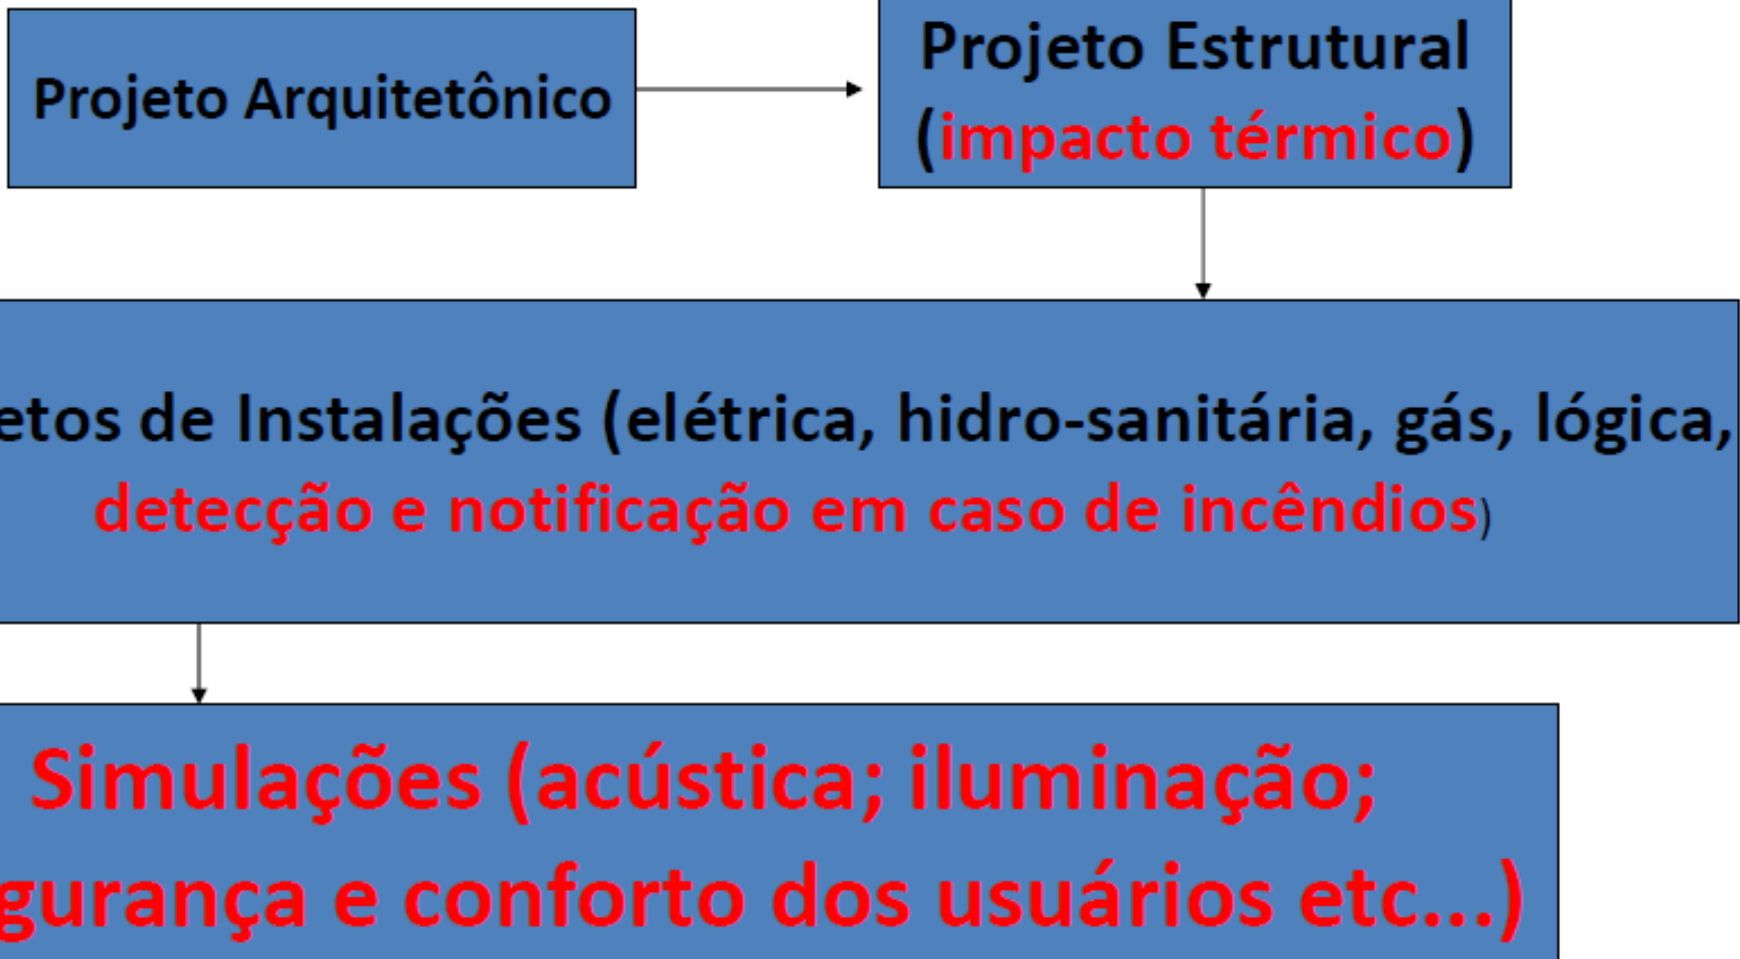 Projeto Arquitetônico
Projeto Estrutural
(impacto térmico)
etos de Instalações (elétrica, hidro-sanitária, gás, lógica,
detecção e notificação em caso de incêndios)
Simulações (acústica; iluminação;
gurança e conforto dos usuários etc...)